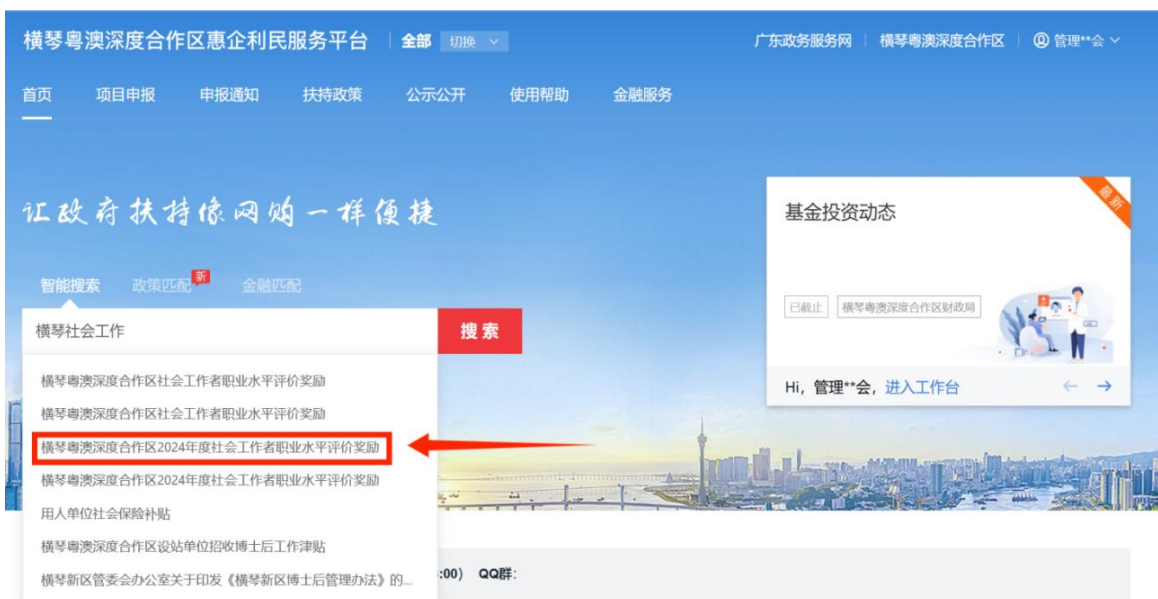 横琴粤澳深度合作区惠企利民服务平台 全部 切换 广东政务服务网 横琴粤澳深度合作区 管理**会
首页 项目申报 申报通知 扶持政策 公示公开 使用帮助 金融服务
让政府扶持像网购一样便捷
最新
基金投资动态
智能搜索 政策匹配 新 金融匹配
已截止 横琴粤澳深度合作区财政局
横琴社会工作 搜索
横琴粤澳深度合作区社会工作者职业水平评价奖励
Hi，管理**会，进入工作台
横琴粤澳深度合作区社会工作者职业水平评价奖励
横琴粤澳深度合作区2024年度社会工作者职业水平评价奖励
横琴粤澳深度合作区2024年度社会工作者职业水平评价奖励
用人单位社会保险补贴
横琴粤澳深度合作区设站单位招收博士后工作津贴
横琴新区管委会办公室关于印发《横琴新区博士后管理办法》的...
:00） QQ群：